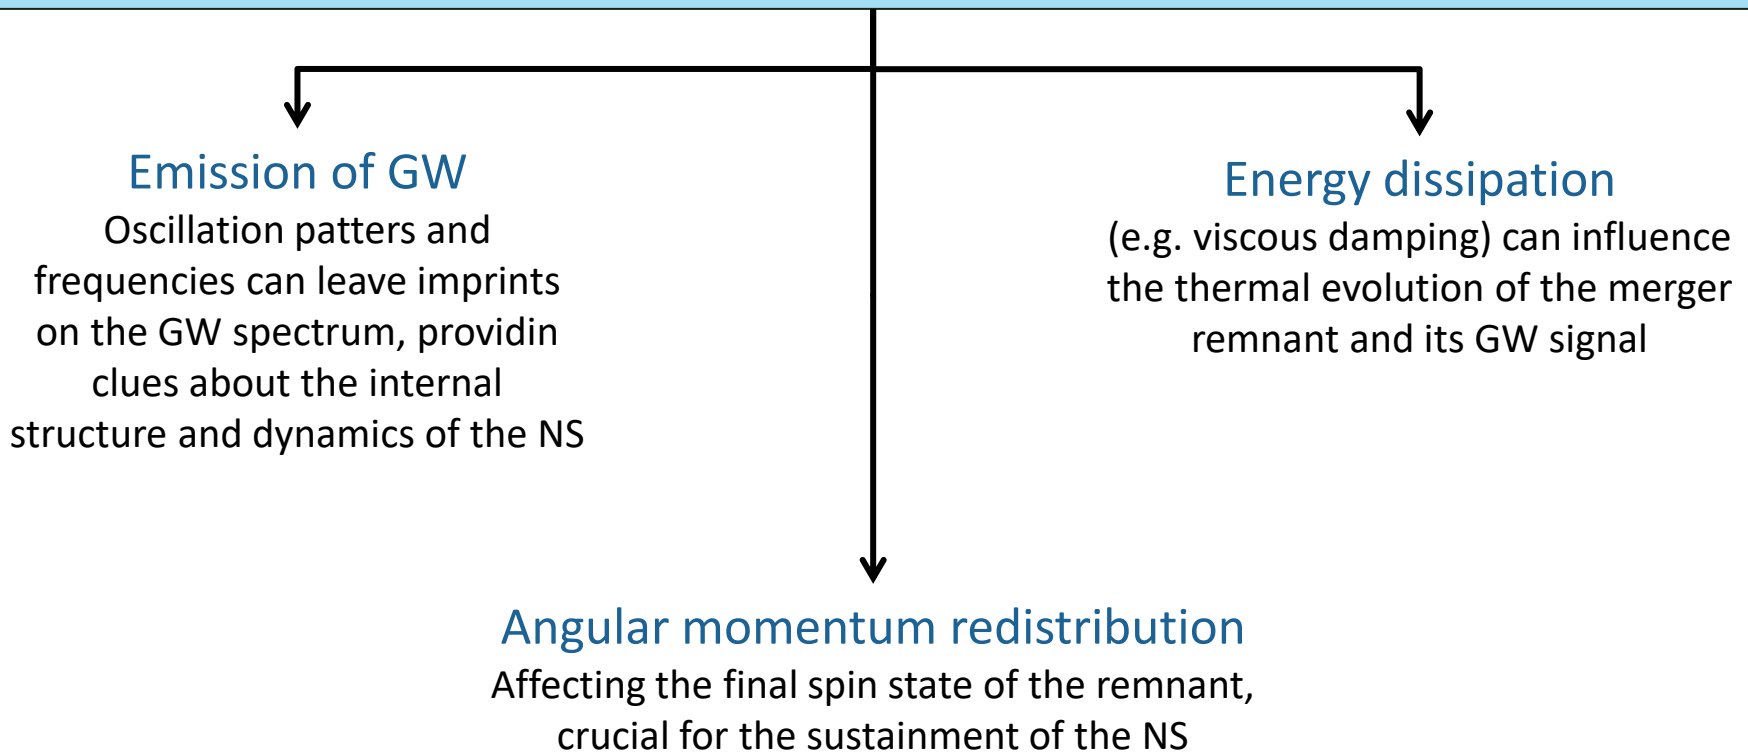 Emission of GW
Oscillation patters and
frequencies can leave imprints
on the GW spectrum, providin
clues about the internal
structure and dynamics of the NS
Energy dissipation
(e.g. viscous damping) can influence
the thermal evolution of the merger
remnant and its GW signal
Angular momentum redistribution
Affecting the final spin state of the remnant,
crucial for the sustainment of the NS